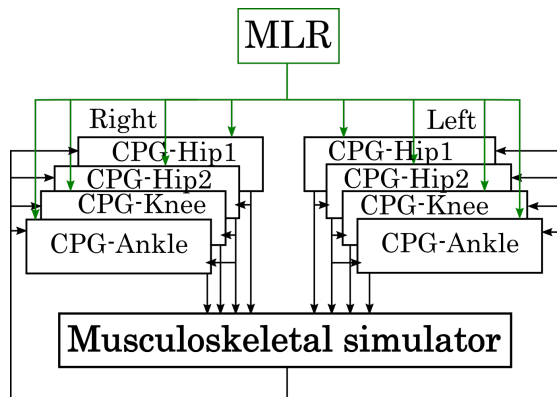 MLR
Right
Left
CPG-Hip1
CPG-Hip1
CPG-Hip2
CPG-Hip2
CPG-Knee
CPG-Knee
CPG-Ankle
CPG-Ankle
Musculoskeletal simulator